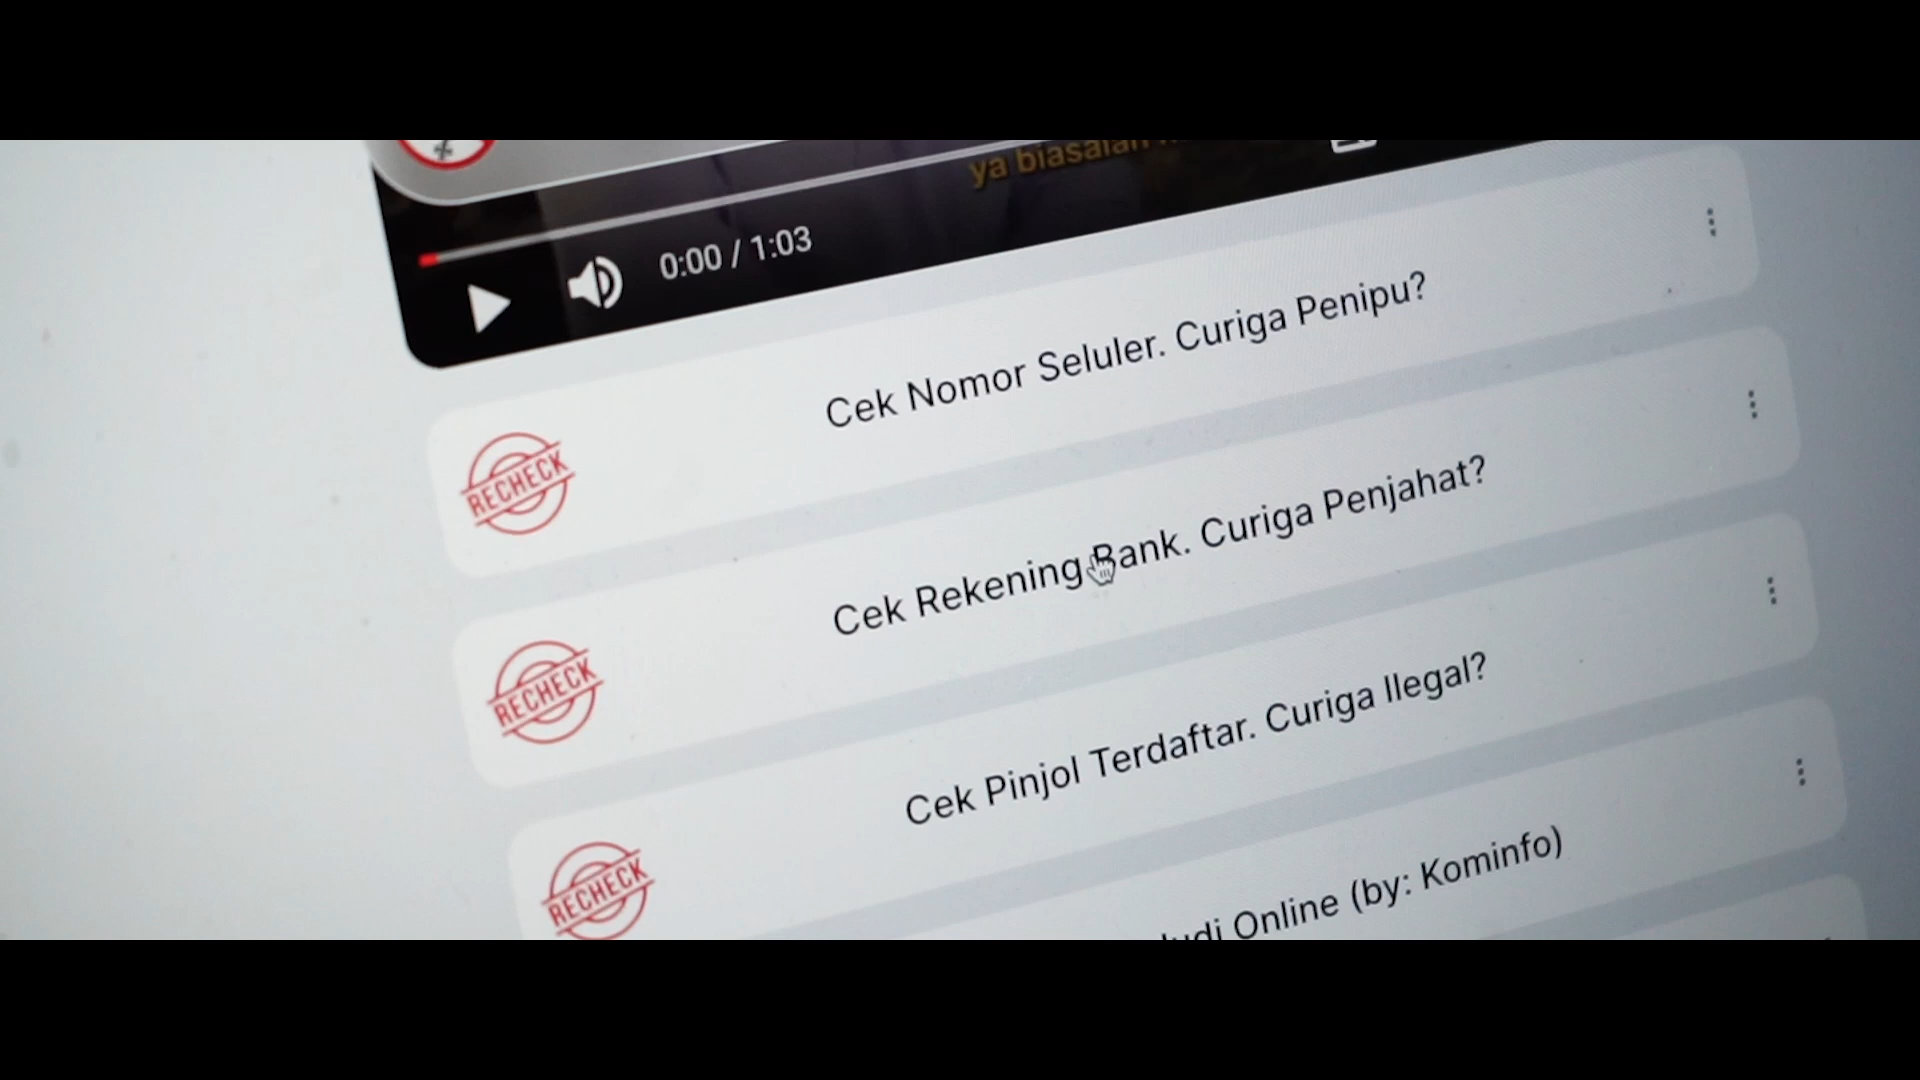 ya
0:00 / 1:03
Cek Nomor Seluler. Curiga Penipu?
RECHECK
Cek Rekening Bank. Curiga Penjahat?
RECHECK
Cek Pinjol Terdaftar. Curiga Ilegal?
RECHECK
Online (by: Kominfo)